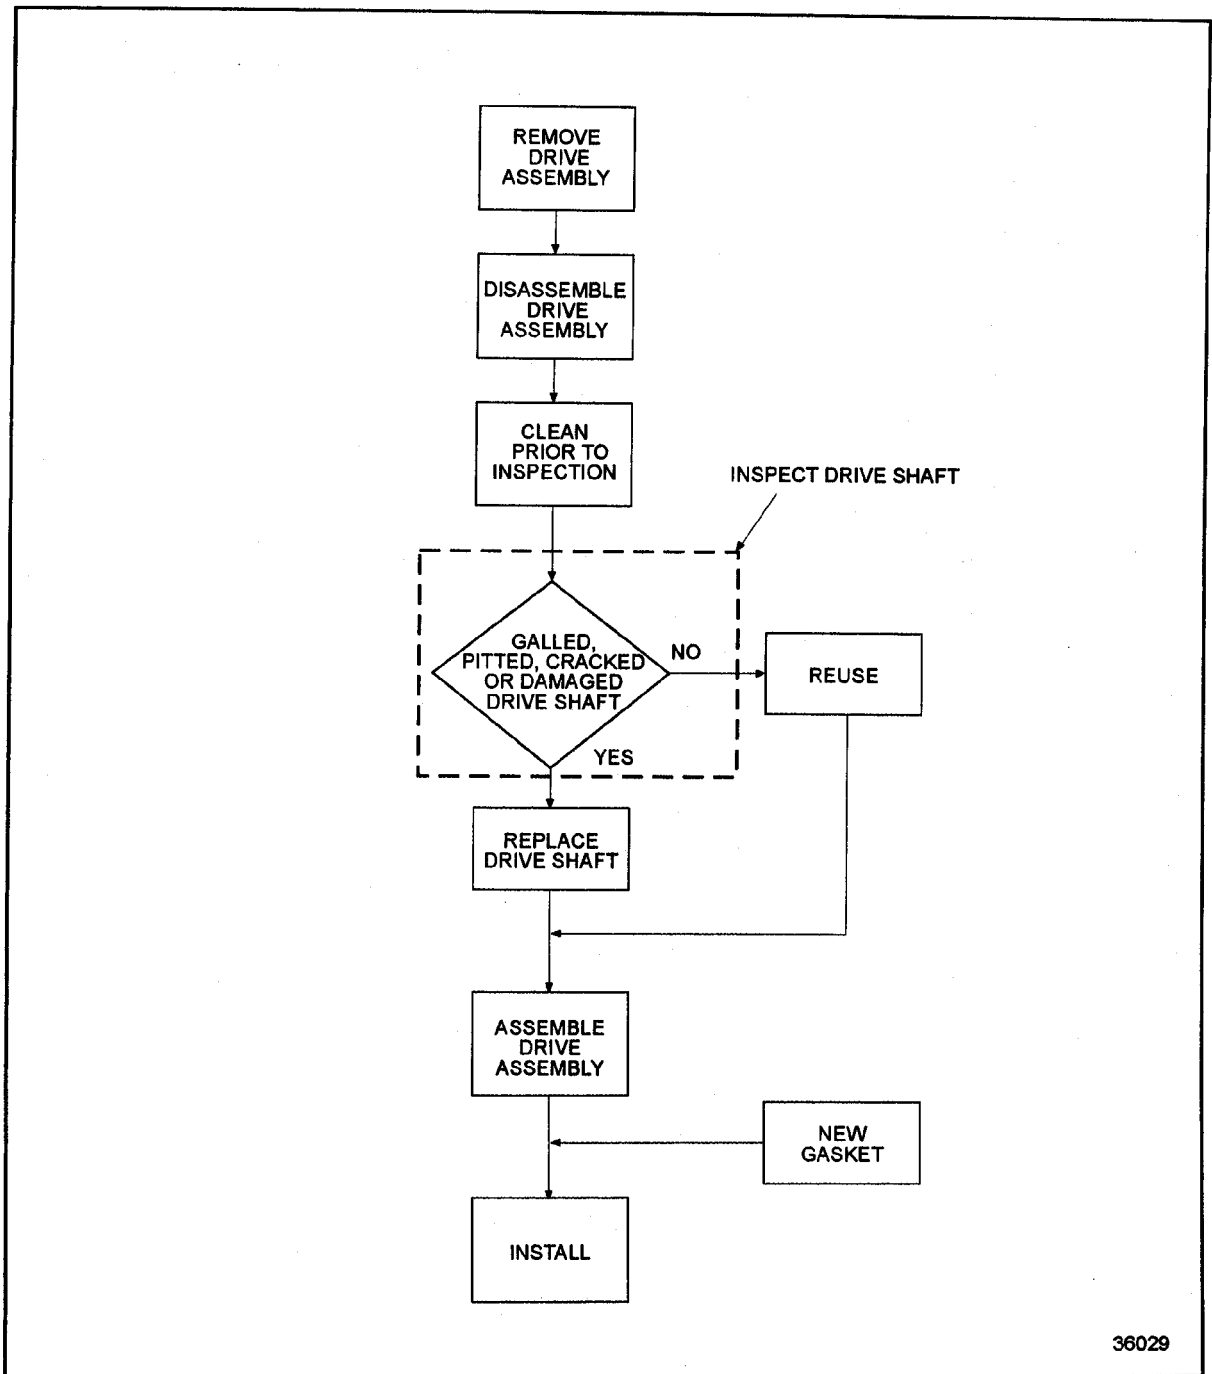 REMOVE
DRIVE
ASSEMBLY
DISASSEMBLE
DRIVE
ASSEMBLY
CLEAN
PRIOR TO
INSPECTION
INSPECT DRIVE SHAFT
GALLED,
PITTED, CRACKED
OR DAMAGED
DRIVE SHAFT
NO
REUSE
YES
REPLACE
DRIVE SHAFT
ASSEMBLE
DRIVE
ASSEMBLY
NEW
GASKET
INSTALL
36029